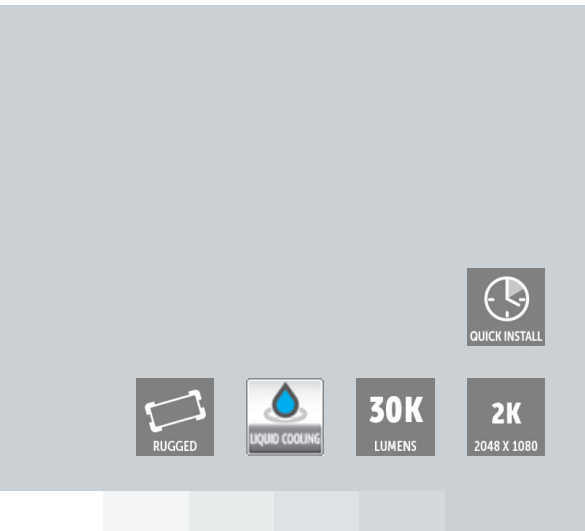 QUICK INSTALL
RUGGED
LIQUID COOLING
30K
LUMENS
2K
2048 X 1080